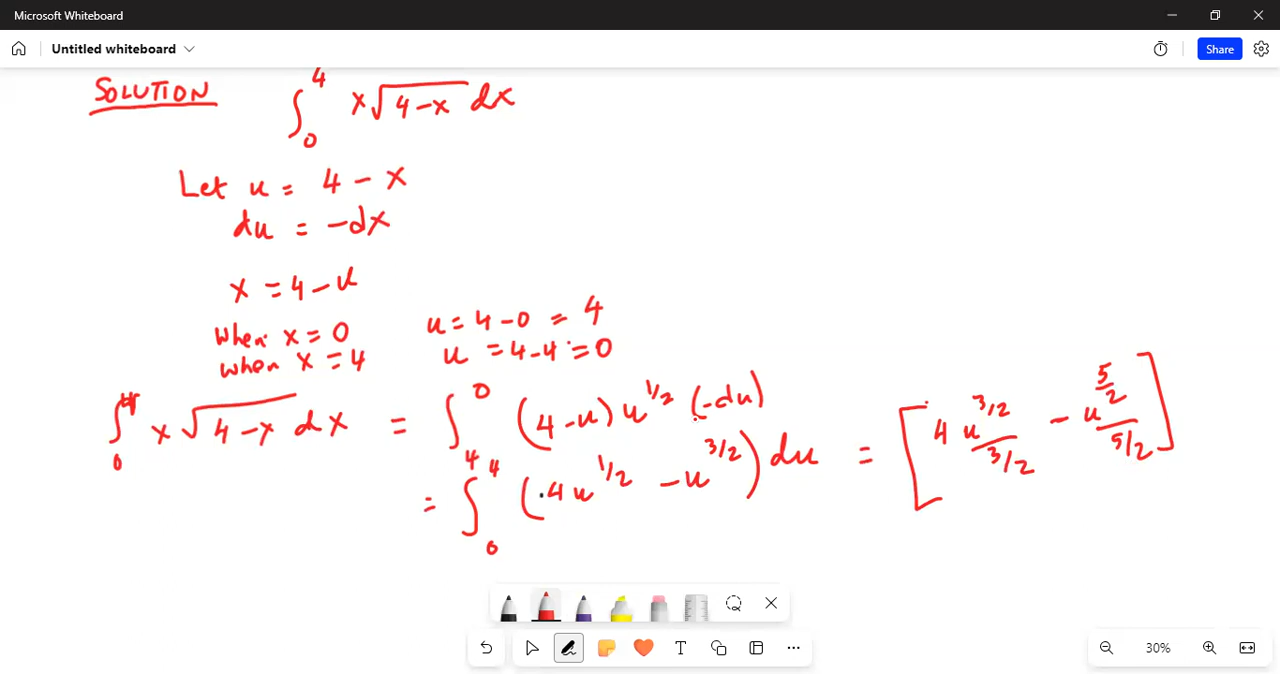 Microsoft Whiteboard
Untitled whiteboard
Share
SOLUTION ∫₀⁴ x√(4-x) dx
Let u = 4 - x
du = -dx
x = 4 - u
when x = 0 u = 4 - 0 = 4
when x = 4 u = 4 - 4 = 0
∫₀⁴ x√(4-x) dx = ∫₄⁰ (4-u) u^1/2 (-du)
= ∫₀⁴ (4u^1/2 - u^3/2) du = [4 u^3/2 / 3/2 - u^5/2 / 5/2]
T
30%